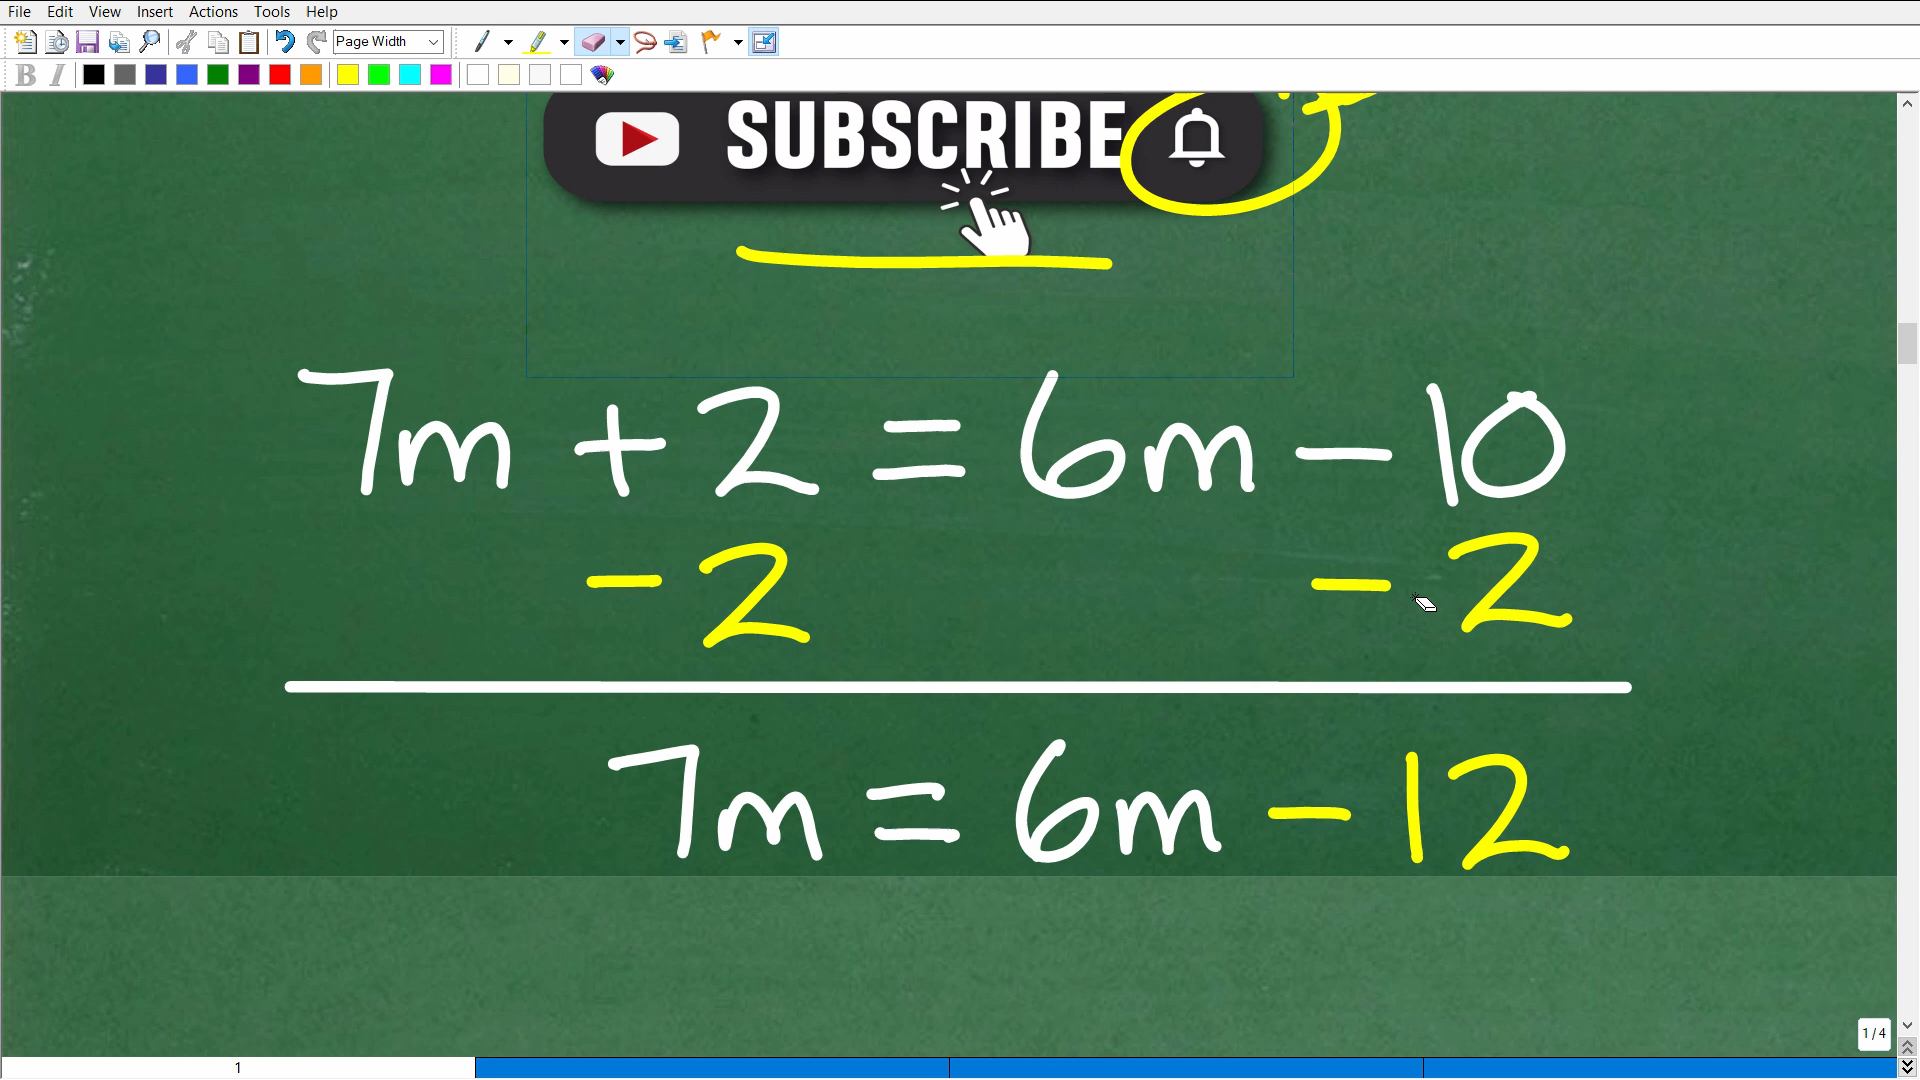 File Edit View Insert Actions Tools Help
Page Width
B I
SUBSCRIBE
7m + 2 = 6m - 10
- 2 - 2
7m = 6m - 12
1 / 4
1